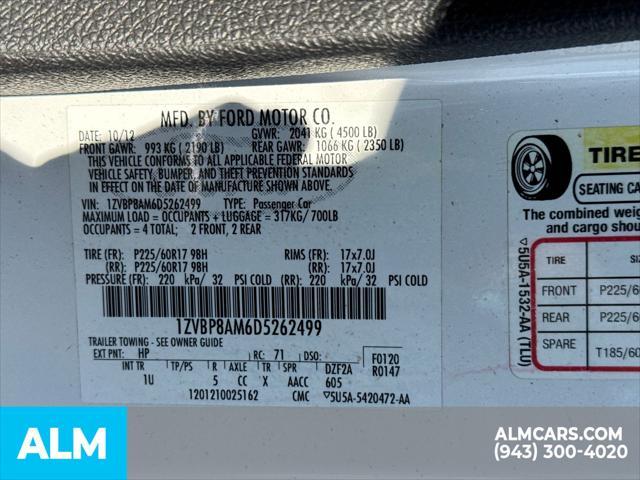 MFD. BY FORD MOTOR CO.
DATE: 10/12 GVWR: 2041 KG ( 4500 LB)
FRONT GAWR: 993 KG ( 2190 LB) REAR GAWR: 1066 KG ( 2350 LB)
THIS VEHICLE CONFORMS TO ALL APPLICABLE FEDERAL MOTOR
VEHICLE SAFETY, BUMPER, AND THEFT PREVENTION STANDARDS
IN EFFECT ON THE DATE OF MANUFACTURE SHOWN ABOVE.
VIN: 1ZVBP8AM6D5262499 TYPE: Passenger Car
MAXIMUM LOAD = OCCUPANTS + LUGGAGE = 317KG/700LB
OCCUPANTS = 4 TOTAL; 2 FRONT, 2 REAR
TIRE (FR): P225/60R17 98H RIMS (FR): 17x7.0J
(RR): P225/60R17 98H (RR): 17x7.0J
PRESSURE (FR): 220 kPa/ 32 PSI COLD (RR): 220 kPa/ 32 PSI COLD
1ZVBP8AM6D5262499
TRAILER TOWING - SEE OWNER GUIDE
EXT PNT: HP RC: 71 DSO: F0120
R0147
INT TR TP/PS R AXLE TR SPR DZF2A
1U 5 CC X AACC 605
1201210025162 CMC ▽5U5A-5420472-AA
TIRE
SEATING CA
The combined weig
and cargo shou
▽5U5A-1532-AA (TLU)
TIRE SIZ
FRONT P225/60
REAR P225/60
SPARE T185/60
ALM
ALMCARS.COM
(943) 300-4020